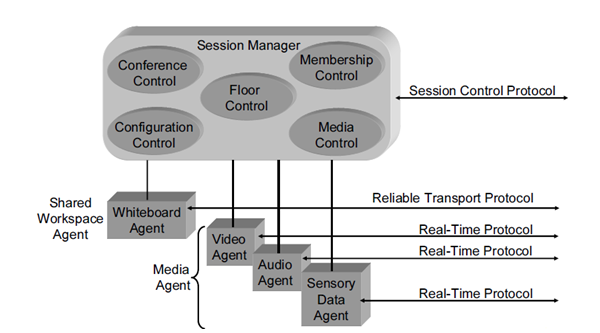 Session Manager
Conference
Control
Membership
Control
Floor
Control
Configuration
Control
Media
Control
Session Control Protocol
Shared
Workspace
Agent
Whiteboard
Agent
Reliable Transport Protocol
Media
Agent
Video
Agent
Real-Time Protocol
Audio
Agent
Real-Time Protocol
Sensory
Data
Agent
Real-Time Protocol